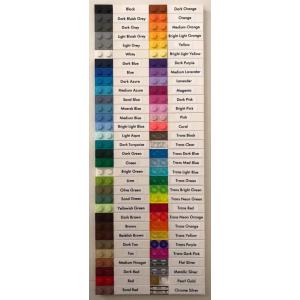 Black
Dark Bluish Grey
Dark Grey
Light Bluish Grey
Light Grey
White
Dark Blue
Blue
Dark Azure
Medium Azure
Sand Blue
Maersk Blue
Medium Blue
Bright Light Blue
Light Aqua
Dark Turquoise
Dark Green
Green
Lime
Olive Green
Sand Green
Yellowish Green
Dark Brown
Brown
Reddish Brown
Dark Tan
Tan
Medium Nougat
Dark Red
Red
Sand Red
Dark Orange
Orange
Medium Orange
Bright Light Orange
Yellow
Bright Light Yellow
Dark Purple
Medium Lavender
Lavender
Magenta
Dark Pink
Bright Pink
Pink
Coral
Trans Black
Trans Clear
Trans Dark Blue
Trans Med Blue
Trans Light Blue
Trans Green
Trans Bright Green
Trans Neon Green
Trans Red
Trans Neon Orange
Trans Orange
Trans Yellow
Trans Purple
Trans Dark Pink
Flat Silver
Metallic Silver
Pearl Gold
Chrome Silver